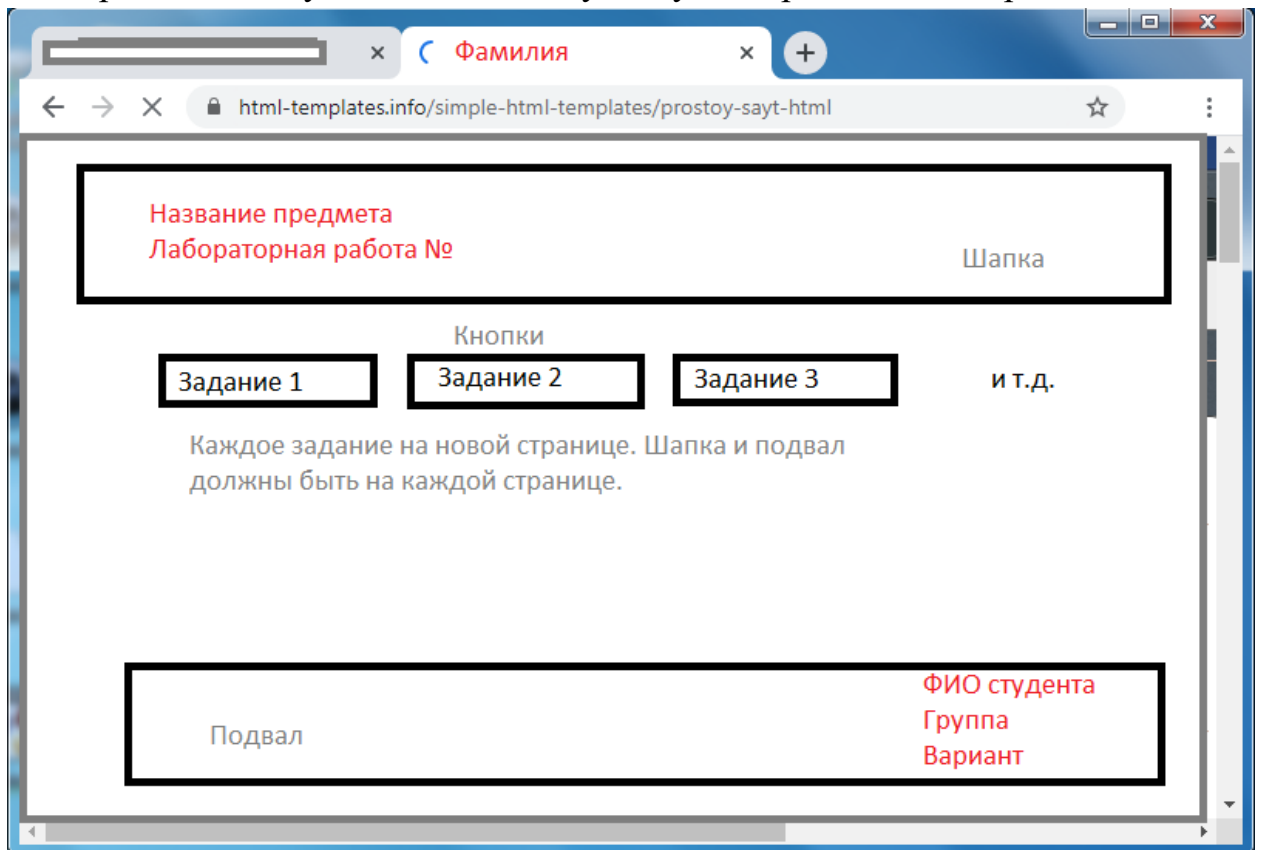 Фамилия
html-templates.info/simple-html-templates/prostoy-sayt-html
Название предмета
Лабораторная работа №
Шапка
Кнопки
Задание 1
Задание 2
Задание 3
и т.д.
Каждое задание на новой странице. Шапка и подвал
должны быть на каждой странице.
Подвал
ФИО студента
Группа
Вариант